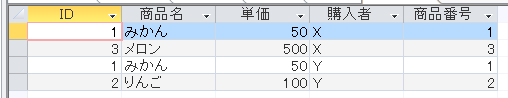 ID 商品名 単価 購入者 商品番号
1 みかん 50 X 1
3 メロン 500 X 3
1 みかん 50 Y 1
2 りんご 100 Y 2